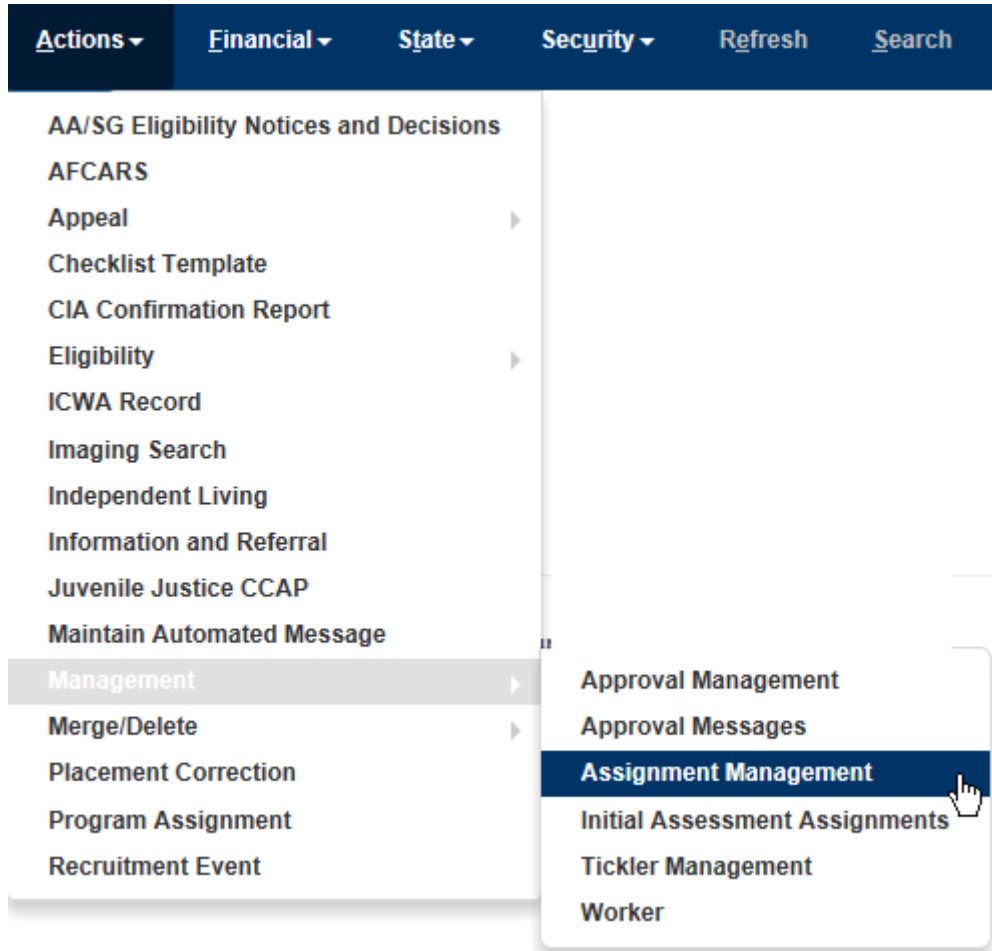 Actions Financial State Security Refresh Search
AA/SG Eligibility Notices and Decisions
AFCARS
Appeal
Checklist Template
CIA Confirmation Report
Eligibility
ICWA Record
Imaging Search
Independent Living
Information and Referral
Juvenile Justice CCAP
Maintain Automated Message
Management
Merge/Delete
Placement Correction
Program Assignment
Recruitment Event
Approval Management
Approval Messages
Assignment Management
Initial Assessment Assignments
Tickler Management
Worker